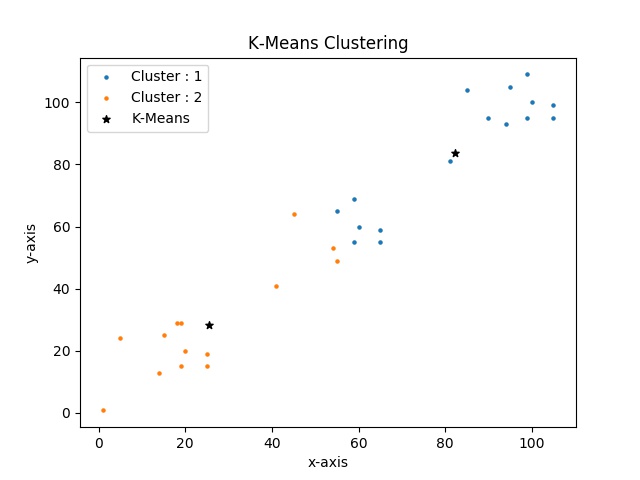 K-Means Clustering
Cluster : 1
Cluster : 2
K-Means
y-axis
100
80
60
40
20
0
0 20 40 60 80 100
x-axis